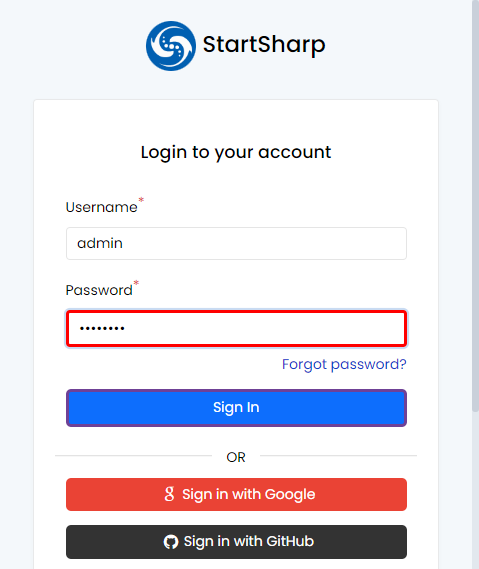 StartSharp
Login to your account
Username*
admin
Password*
••••••••
Forgot password?
Sign In
OR
Sign in with Google
Sign in with GitHub